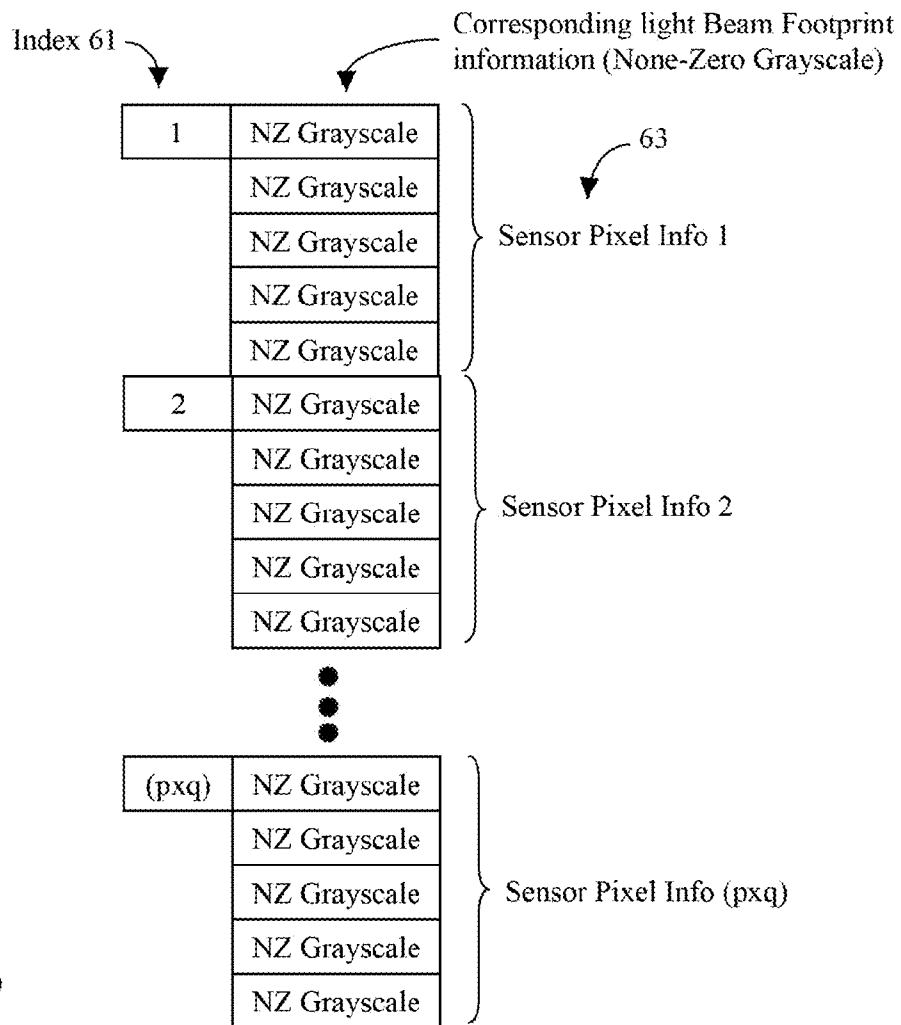 Index 61
Corresponding light Beam Footprint
information (None-Zero Grayscale)
63
1 NZ Grayscale
NZ Grayscale
NZ Grayscale
NZ Grayscale
NZ Grayscale
Sensor Pixel Info 1
2 NZ Grayscale
NZ Grayscale
NZ Grayscale
NZ Grayscale
NZ Grayscale
Sensor Pixel Info 2
(pxq) NZ Grayscale
NZ Grayscale
NZ Grayscale
NZ Grayscale
NZ Grayscale
Sensor Pixel Info (pxq)